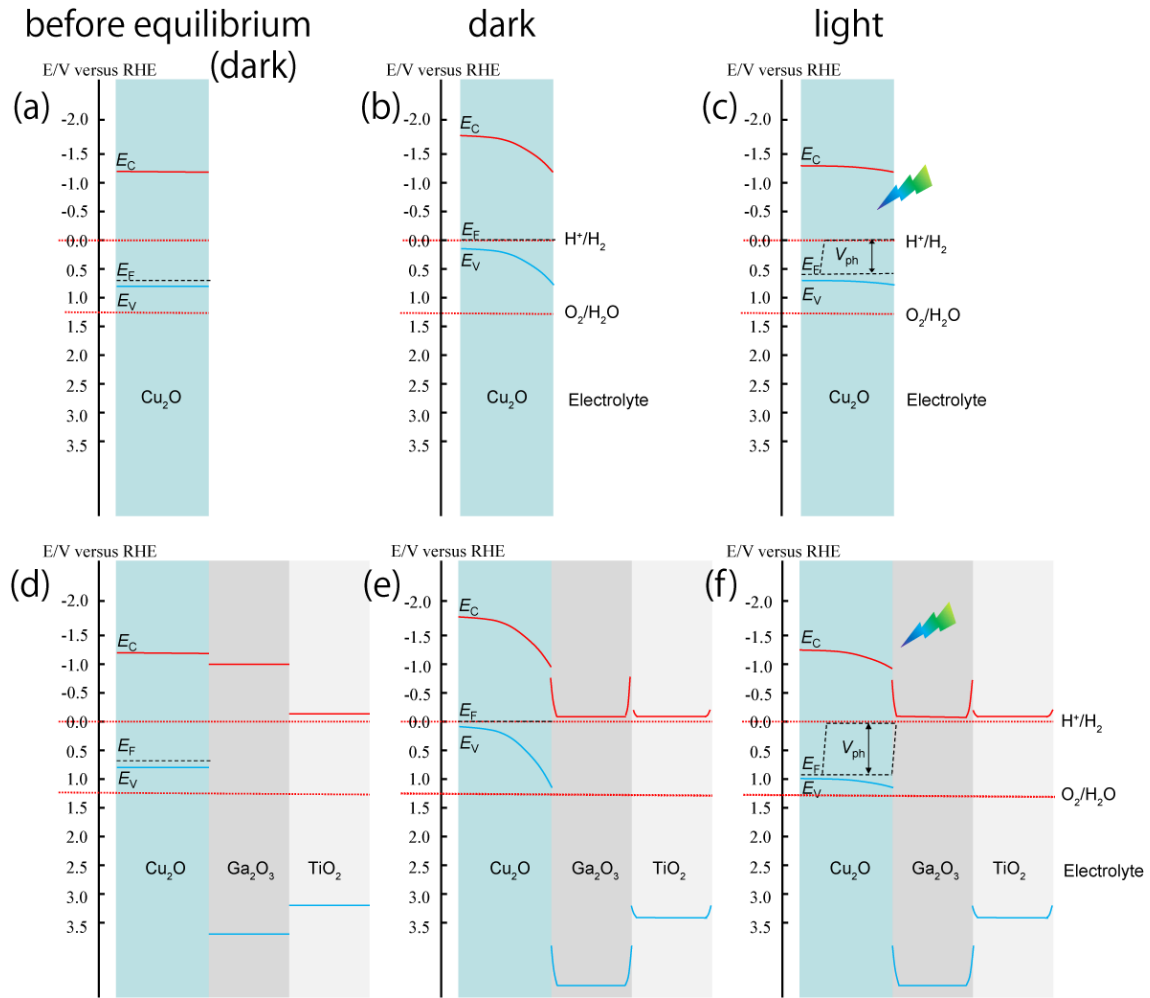 before equilibrium
(dark)
dark
light
E/V versus RHE
(a)
-2.0
-1.5
-1.0
-0.5
0.0
0.5
1.0
1.5
2.0
2.5
3.0
3.5
E_C
E_F
E_V
Cu₂O
E/V versus RHE
(b)
-2.0
-1.5
-1.0
-0.5
0.0
0.5
1.0
1.5
2.0
2.5
3.0
3.5
E_C
E_F
E_V
H⁺/H₂
O₂/H₂O
Cu₂O
Electrolyte
E/V versus RHE
(c)
-2.0
-1.5
-1.0
-0.5
0.0
0.5
1.0
1.5
2.0
2.5
3.0
3.5
E_C
V_ph
E_F
E_V
H⁺/H₂
O₂/H₂O
Cu₂O
Electrolyte
E/V versus RHE
(d)
-2.0
-1.5
-1.0
-0.5
0.0
0.5
1.0
1.5
2.0
2.5
3.0
3.5
E_C
E_F
E_V
Cu₂O
Ga₂O₃
TiO₂
E/V versus RHE
(e)
-2.0
-1.5
-1.0
-0.5
0.0
0.5
1.0
1.5
2.0
2.5
3.0
3.5
E_C
E_F
E_V
Cu₂O
Ga₂O₃
TiO₂
E/V versus RHE
(f)
-2.0
-1.5
-1.0
-0.5
0.0
0.5
1.0
1.5
2.0
2.5
3.0
3.5
E_C
V_ph
E_F
E_V
H⁺/H₂
O₂/H₂O
Cu₂O
Ga₂O₃
TiO₂
Electrolyte